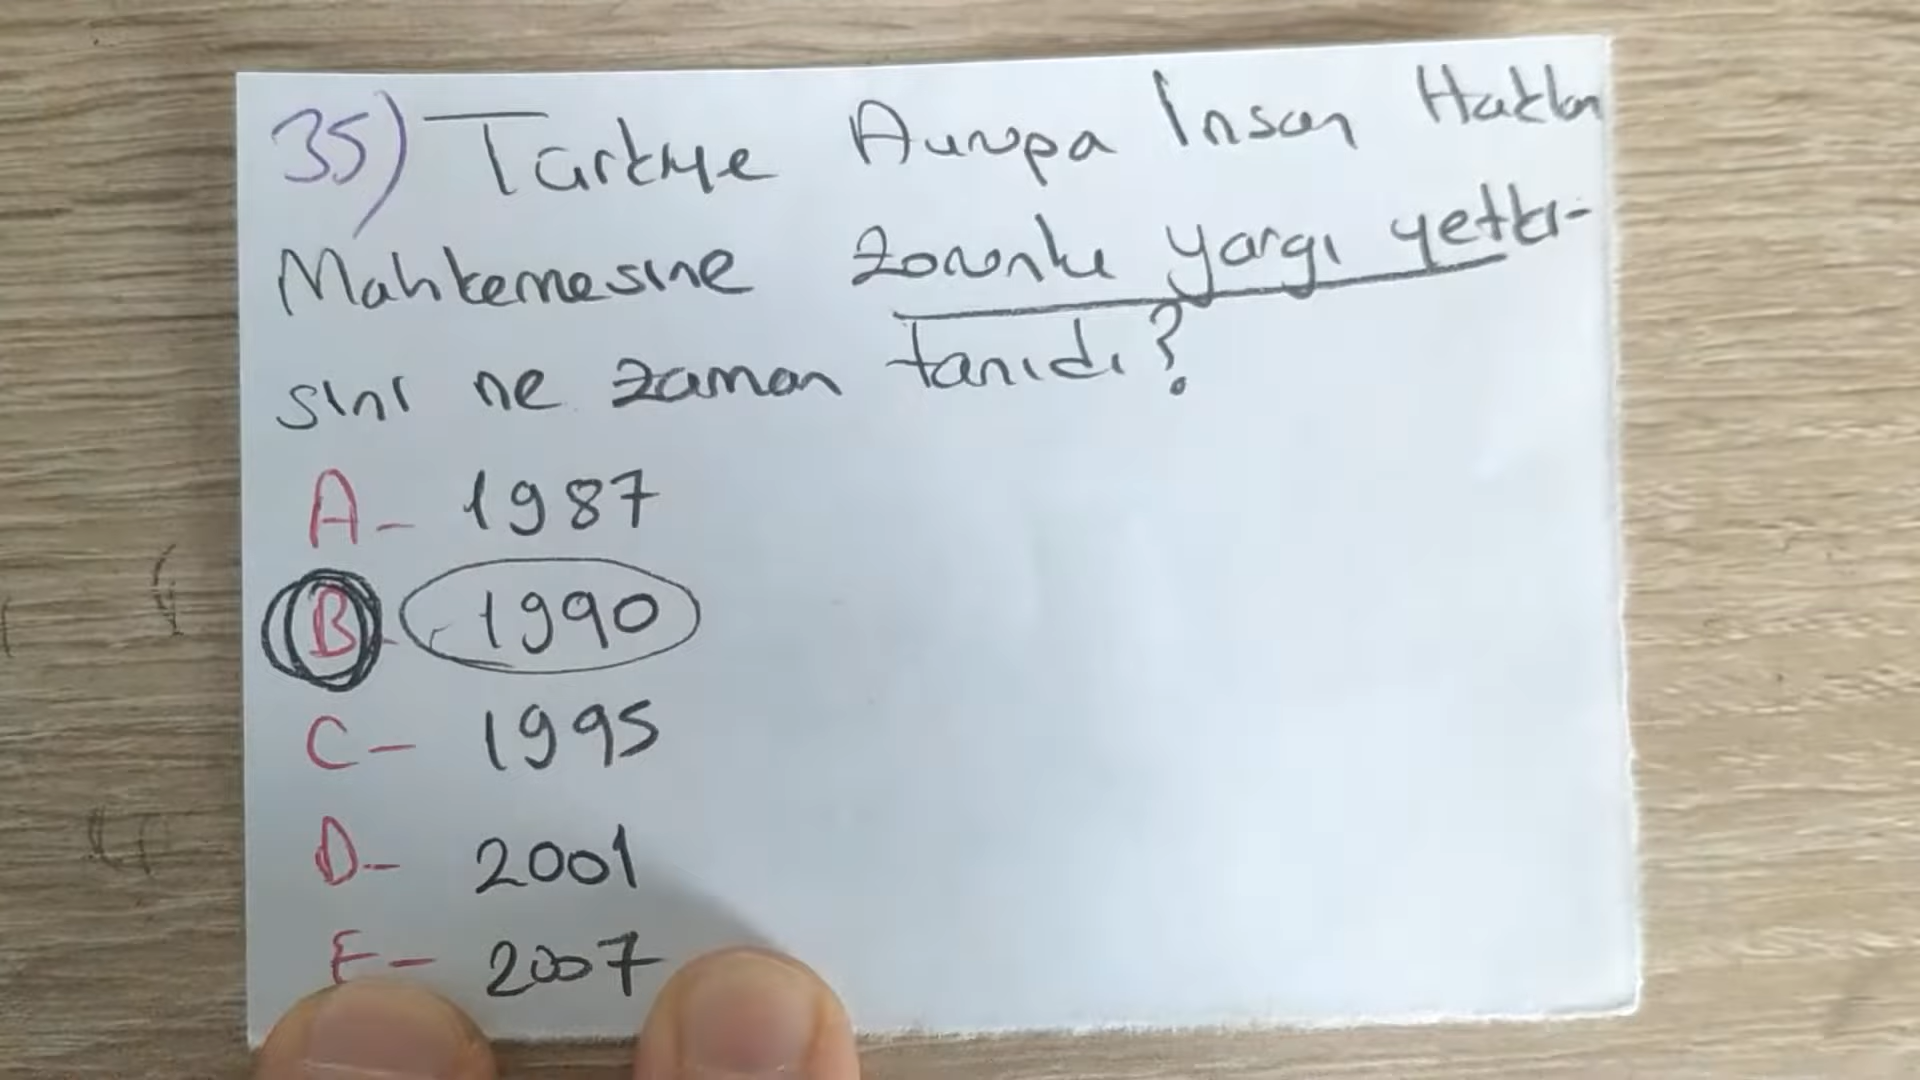 35) Türkiye Avrupa İnsan Hakları
Mahkemesine zorunlu yargı yetki-
sini ne zaman tanıdı?
A- 1987
B- 1990
C- 1995
D- 2001
E- 2007